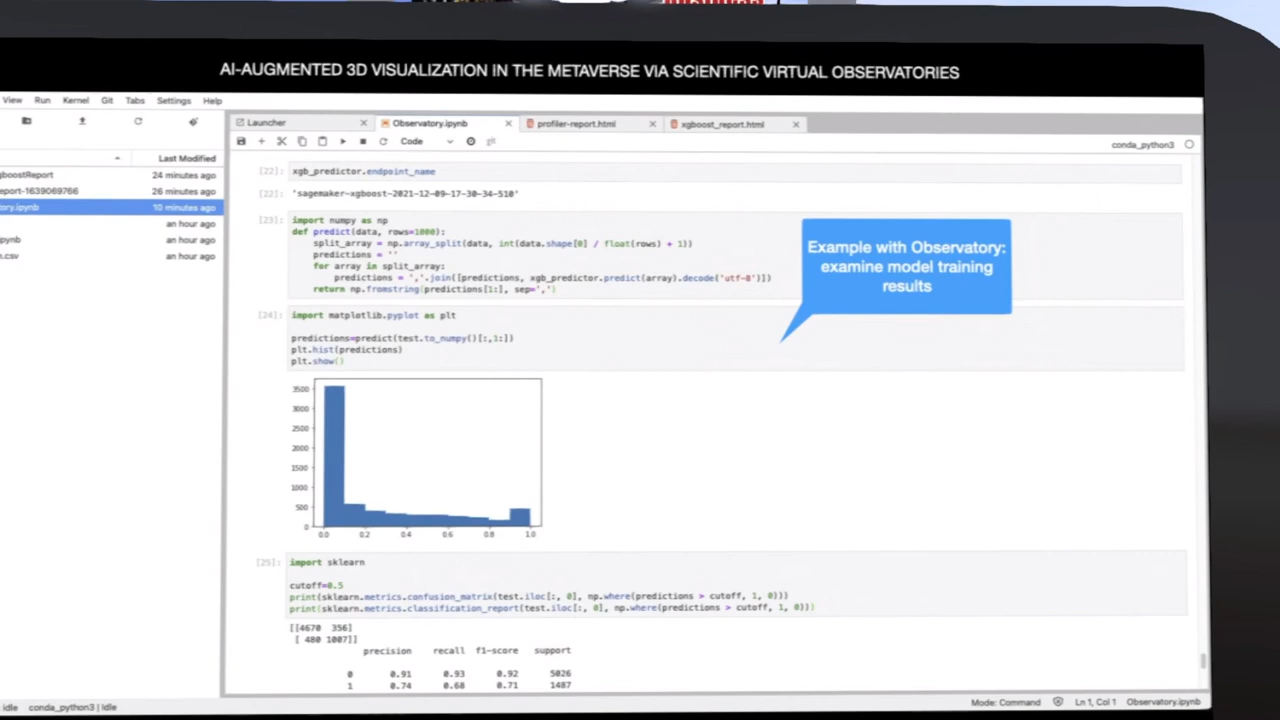 AI-AUGMENTED 3D VISUALIZATION IN THE METAVERSE VIA SCIENTIFIC VIRTUAL OBSERVATORIES
View Run Kernel Git Tabs Settings Help
Launcher Observatory.ipynb profiler-report.html xgboost_report.html
Code conda_python3
Last Modified
gboostReport 24 minutes ago
eport-1639069766 26 minutes ago
ory.ipynb 10 minutes ago
an hour ago
ipynb an hour ago
.csv an hour ago
[22]: xgb_predictor.endpoint_name
[22]: 'sagemaker-xgboost-2021-12-09-17-30-34-510'
[23]: import numpy as np
def predict(data, rows=1000):
split_array = np.array_split(data, int(data.shape[0] / float(rows) + 1))
predictions = ''
for array in split_array:
predictions = ','.join([predictions, xgb_predictor.predict(array).decode('utf-8')])
return np.fromstring(predictions[1:], sep=',')
Example with Observatory:
examine model training
results
[24]: import matplotlib.pyplot as plt
predictions=predict(test.to_numpy()[:,1:])
plt.hist(predictions)
plt.show()
3500
3000
2500
2000
1500
1000
500
0
0.0 0.2 0.4 0.6 0.8 1.0
[25]: import sklearn
cutoff=0.5
print(sklearn.metrics.confusion_matrix(test.iloc[:, 0], np.where(predictions > cutoff, 1, 0)))
print(sklearn.metrics.classification_report(test.iloc[:, 0], np.where(predictions > cutoff, 1, 0)))
[[4670 356]
[ 480 1007]]
precision recall f1-score support
0 0.91 0.93 0.92 5026
1 0.74 0.68 0.71 1487
idle conda_python3 | Idle Mode: Command Ln 1, Col 1 Observatory.ipynb